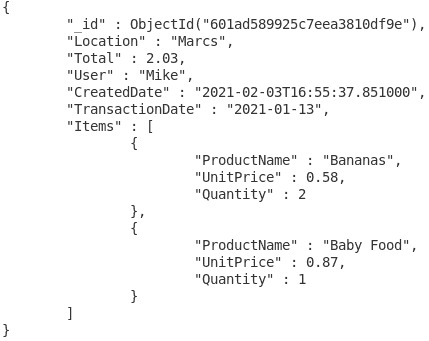 {
"_id" : ObjectId("601ad589925c7eea3810df9e"),
"Location" : "Marcs",
"Total" : 2.03,
"User" : "Mike",
"CreatedDate" : "2021-02-03T16:55:37.851000",
"TransactionDate" : "2021-01-13",
"Items" : [
{
"ProductName" : "Bananas",
"UnitPrice" : 0.58,
"Quantity" : 2
},
{
"ProductName" : "Baby Food",
"UnitPrice" : 0.87,
"Quantity" : 1
}
]
}